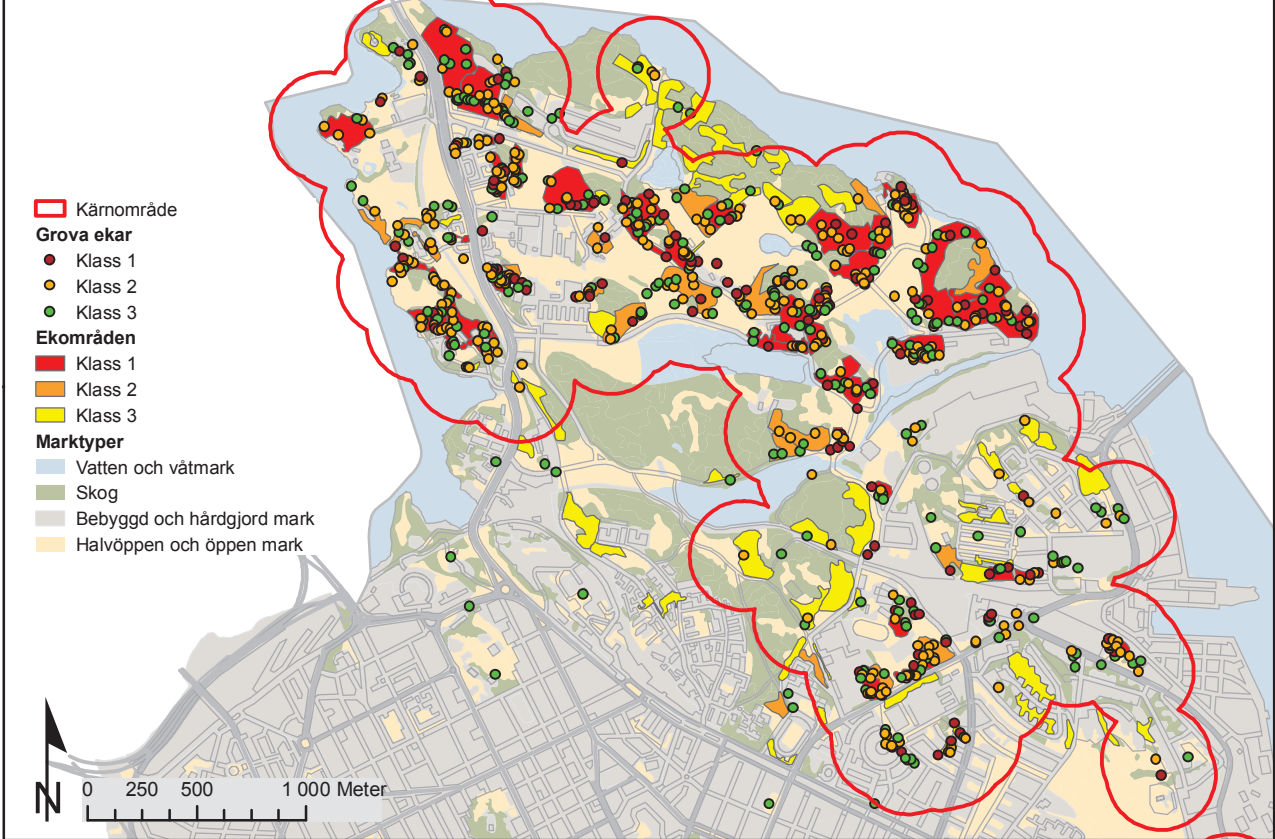 Kärnområde
Grova ekar
Klass 1
Klass 2
Klass 3
Ekområden
Klass 1
Klass 2
Klass 3
Marktyper
Vatten och våtmark
Skog
Bebyggd och hårdgjord mark
Halvöppen och öppen mark
N
0 250 500 1 000 Meter